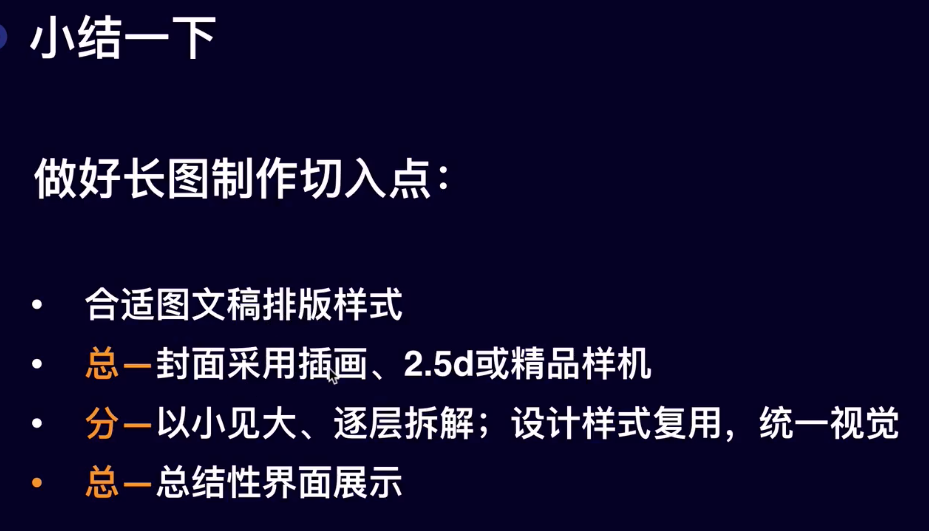 小结一下
做好长图制作切入点：
• 合适图文稿排版样式
• 总—封面采用插画、2.5d或精品样机
• 分—以小见大、逐层拆解；设计样式复用，统一视觉
• 总—总结性界面展示